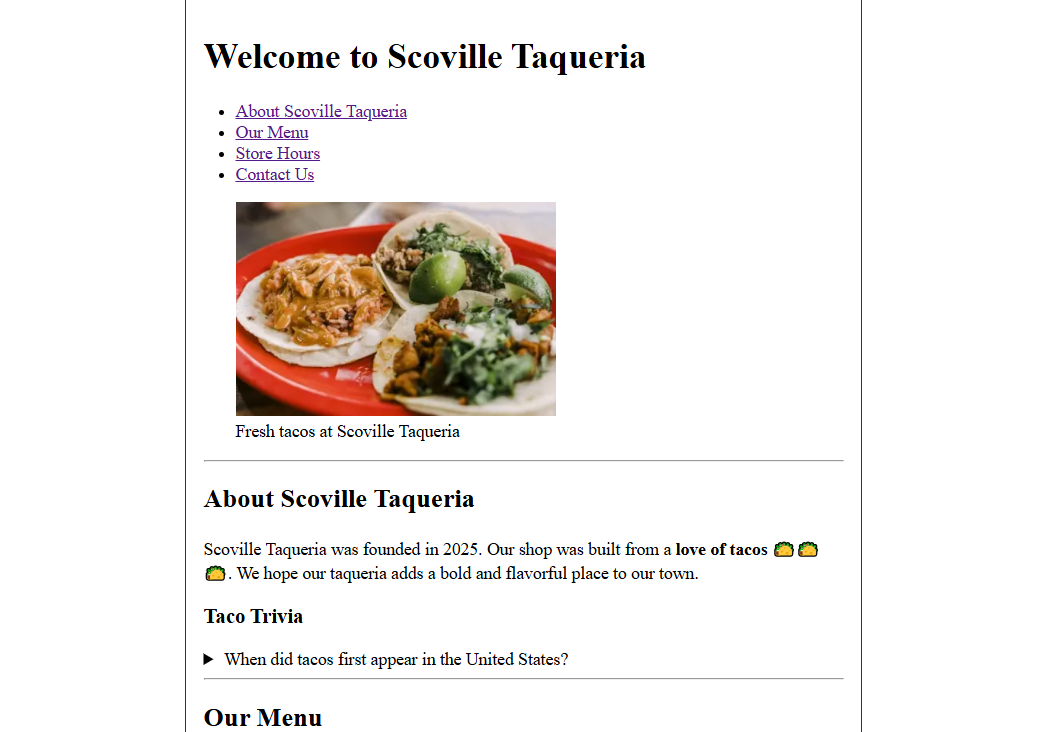 Welcome to Scoville Taqueria
About Scoville Taqueria
Our Menu
Store Hours
Contact Us
Fresh tacos at Scoville Taqueria
About Scoville Taqueria
Scoville Taqueria was founded in 2025. Our shop was built from a love of tacos 🌮🌮
🌮. We hope our taqueria adds a bold and flavorful place to our town.
Taco Trivia
When did tacos first appear in the United States?
Our Menu